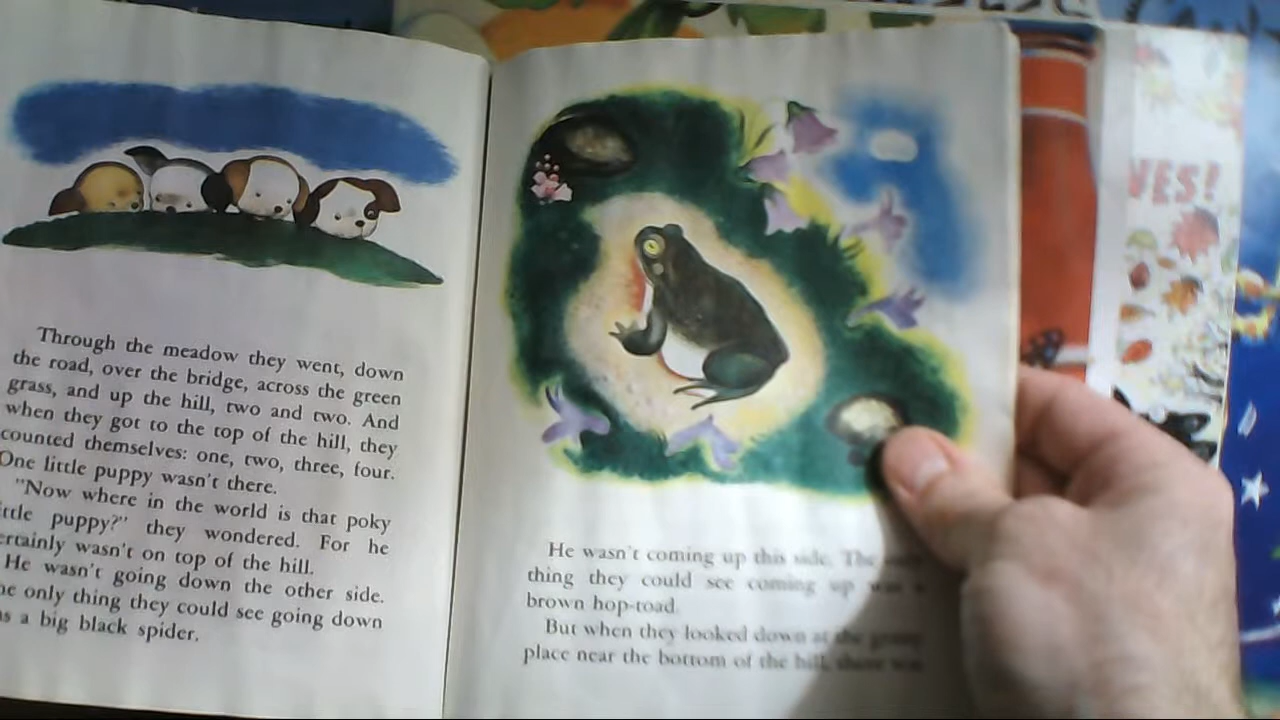 Through the meadow they went, down
the road, over the bridge, across the green
grass, and up the hill, two and two. And
when they got to the top of the hill, they
counted themselves: one, two, three, four.
One little puppy wasn't there.
"Now where in the world is that poky
puppy?" they wondered. For he
wasn't on top of the hill.
He wasn't going down the other side.
only thing they could see going down
a big black spider.
He wasn't coming up this side. The
thing they could see coming up was a
brown hop-toad.
But when they looked down at the grassy
place near the bottom of the hill, there was
VES!